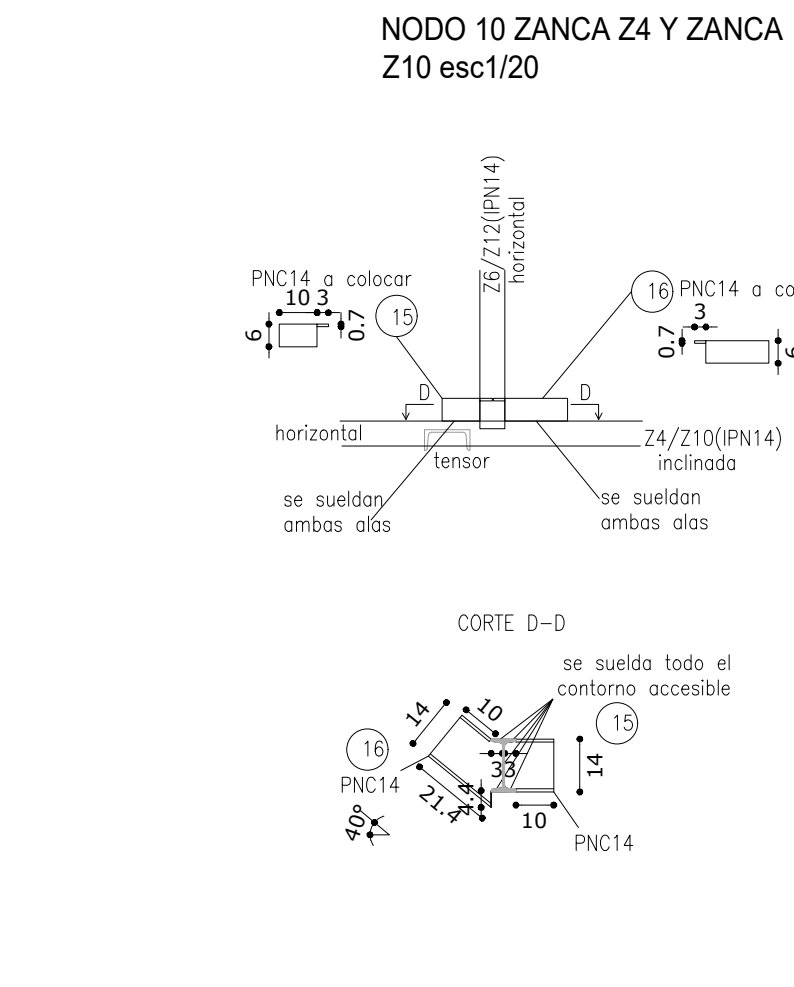 NODO 10 ZANCA Z4 Y ZANCA
Z10 esc1/20
Z6/Z12(IPN14)
horizontal
PNC14 a colocar
10 3
6
0.7
15
16
PNC14 a co
3
0.7
6
D
D
horizontal
Z4/Z10(IPN14)
inclinada
tensor
se sueldan
ambas alas
se sueldan
ambas alas
CORTE D-D
se suelda todo el
contorno accesible
14
10
15
16
33
14
PNC14
21.4
10
40°
PNC14